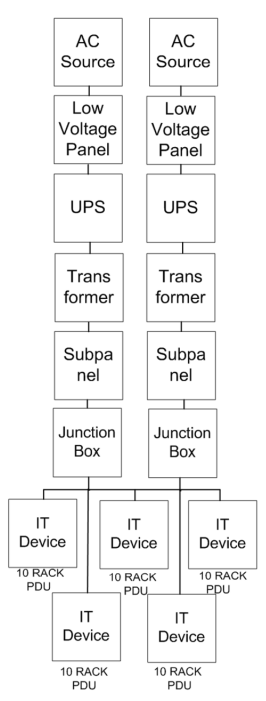 AC
Source
AC
Source
Low
Voltage
Panel
Low
Voltage
Panel
UPS
UPS
Trans
former
Trans
former
Subpa
nel
Subpa
nel
Junction
Box
Junction
Box
IT
Device
IT
Device
IT
Device
10 RACK
PDU
10 RACK
PDU
10 RACK
PDU
IT
Device
IT
Device
10 RACK
PDU
10 RACK
PDU